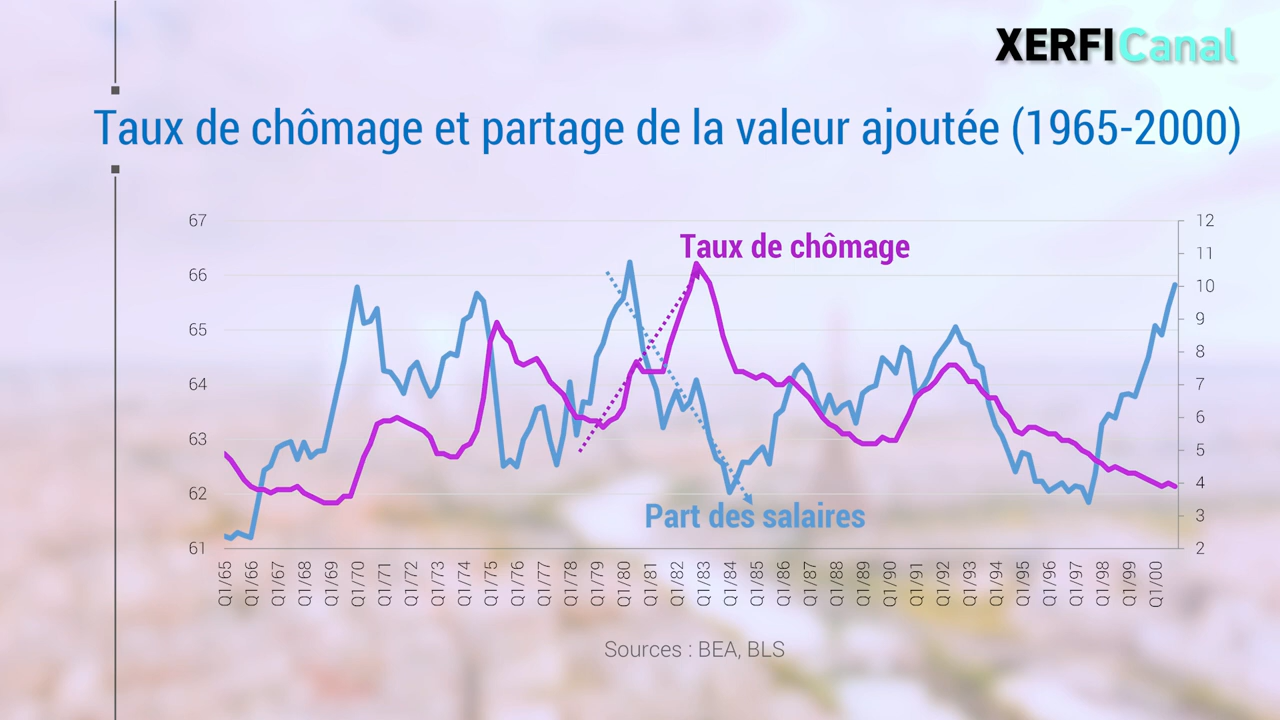 XERFI Canal
Taux de chômage et partage de la valeur ajoutée (1965-2000)
67
66
65
64
63
62
61
12
11
10
9
8
7
6
5
4
3
2
Taux de chômage
Part des salaires
Q1/65
Q1/66
Q1/67
Q1/68
Q1/69
Q1/70
Q1/71
Q1/72
Q1/73
Q1/74
Q1/75
Q1/76
Q1/77
Q1/78
Q1/79
Q1/80
Q1/81
Q1/82
Q1/83
Q1/84
Q1/85
Q1/86
Q1/87
Q1/88
Q1/89
Q1/90
Q1/91
Q1/92
Q1/93
Q1/94
Q1/95
Q1/96
Q1/97
Q1/98
Q1/99
Q1/00
Sources : BEA, BLS